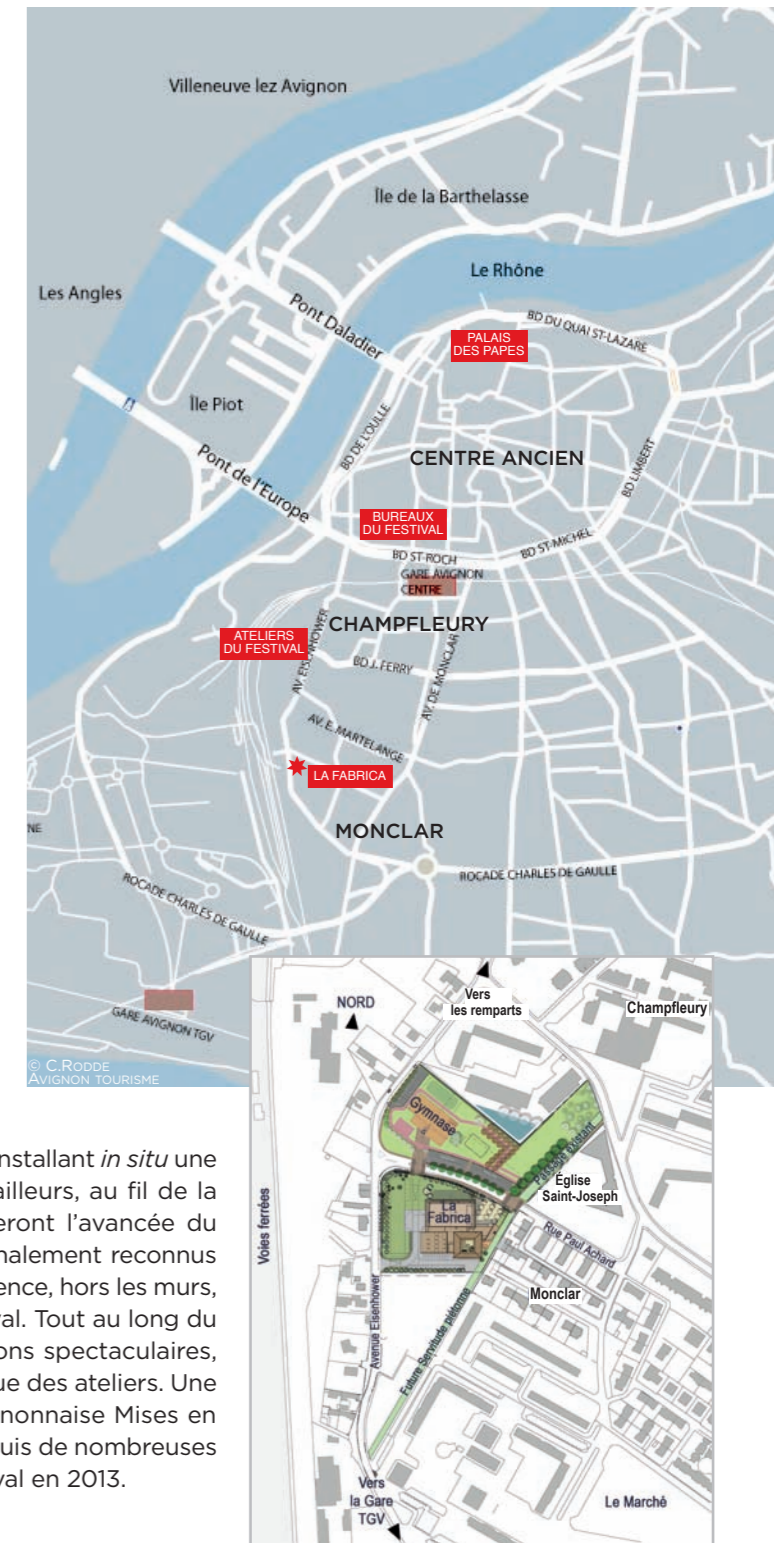 Villeneuve lez Avignon
Île de la Barthelasse
Le Rhône
Les Angles
Pont Daladier
BD DU QUAI ST-LAZARE
PALAIS
DES PAPES
Île Piot
BD DE L'OULLE
CENTRE ANCIEN
Pont de l'Europe
BD LIMBERT
BUREAUX
DU FESTIVAL
BD ST-ROCH
BD ST-MICHEL
GARE AVIGNON
CENTRE
CHAMPFLEURY
ATELIERS
DU FESTIVAL
AV. EISENHOWER
BD J. FERRY
AV. DE MONCLAR
AV. E. MARTELANGE
LA FABRICA
MONCLAR
NE
ROCADE CHARLES DE GAULLE
ROCADE CHARLES DE GAULLE
GARE AVIGNON TGV
© C.RODDE
AVIGNON TOURISME
NORD
Vers
les remparts
Champfleury
Gymnase
Passage existant
Église
Saint-Joseph
La
Fabrica
Rue Paul Achard
Voies ferrées
Monclar
Avenue Eisenhower
Future Servitude piétonne
Vers
la Gare
TGV
Le Marché
nstallant in situ une
ailleurs, au fil de la
eront l'avancée du
nalement reconnus
ence, hors les murs,
val. Tout au long du
ons spectaculaires,
ue des ateliers. Une
nonnaise Mises en
uis de nombreuses
val en 2013.